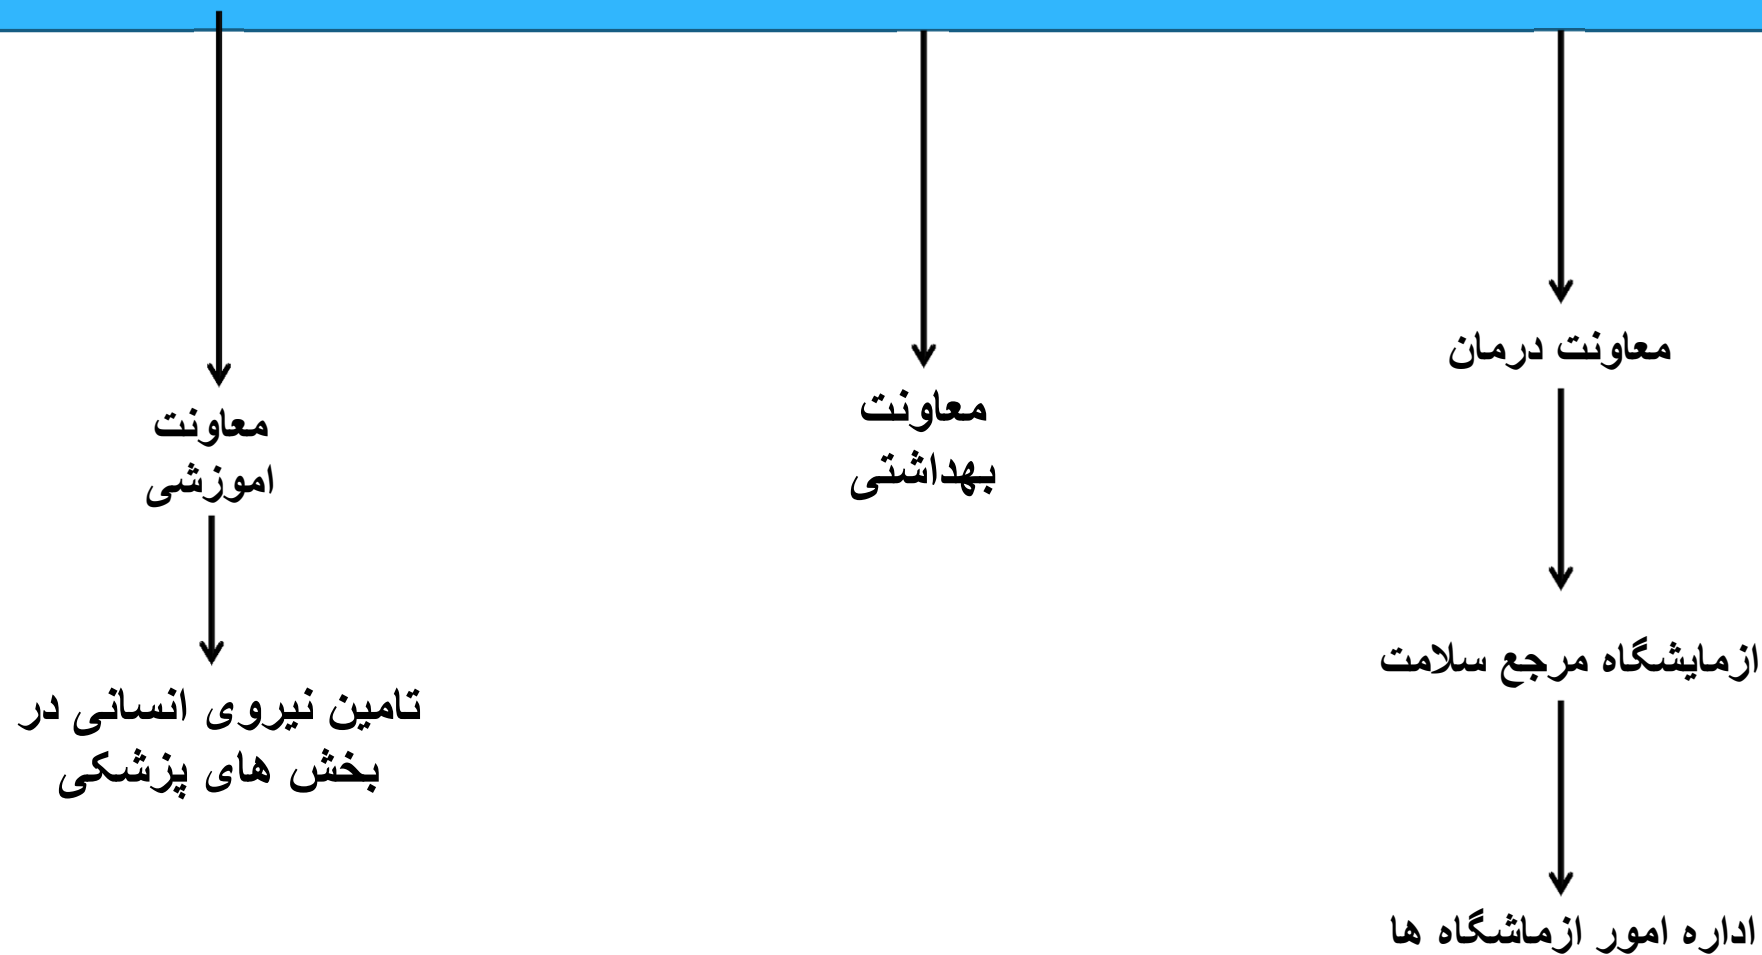 معاونت درمان
ازمایشگاه مرجع سلامت
اداره امور ازماشگاه ها
معاونت
بهداشتی
معاونت
اموزشی
تامین نیروی انسانی در
بخش های پزشکی